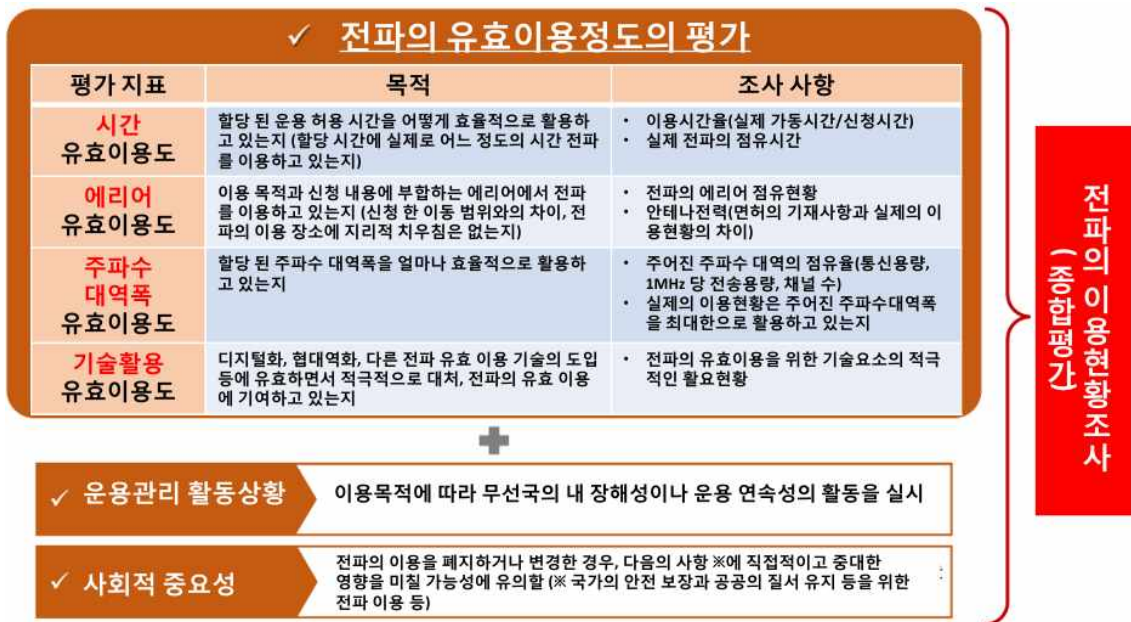 ✓ 전파의 유효이용정도의 평가
평가 지표
목적
조사 사항
시간
유효이용도
할당 된 운용 허용 시간을 어떻게 효율적으로 활용하
고 있는지 (할당 시간에 실제로 어느 정도의 시간 전파
를 이용하고 있는지)
• 이용시간율(실제 가동시간/신청시간)
• 실제 전파의 점유시간
에리어
유효이용도
이용 목적과 신청 내용에 부합하는 에리어에서 전파
를 이용하고 있는지 (신청 한 이동 범위와의 차이, 전
파의 이용 장소에 지리적 치우침은 없는지)
• 전파의 에리어 점유현황
• 안테나전력(면허의 기재사항과 실제의 이
용현황의 차이)
주파수
대역폭
유효이용도
할당 된 주파수 대역폭을 얼마나 효율적으로 활용하
고 있는지
• 주어진 주파수 대역의 점유율(통신용량,
1MHz 당 전송용량, 채널 수)
• 실제의 이용현황은 주어진 주파수대역폭
을 최대한으로 활용하고 있는지
기술활용
유효이용도
디지털화, 협대역화, 다른 전파 유효 이용 기술의 도입
등에 유효하면서 적극적으로 대처, 전파의 유효 이용
에 기여하고 있는지
• 전파의 유효이용을 위한 기술요소의 적극
적인 활요현황
✓ 운용관리 활동상황
이용목적에 따라 무선국의 내 장해성이나 운용 연속성의 활동을 실시
✓ 사회적 중요성
전파의 이용을 폐지하거나 변경한 경우, 다음의 사항 ※에 직접적이고 중대한
영향을 미칠 가능성에 유의할 (※ 국가의 안전 보장과 공공의 질서 유지 등을 위한
전파 이용 등)
전파의 이용현황조사
(종합평가)